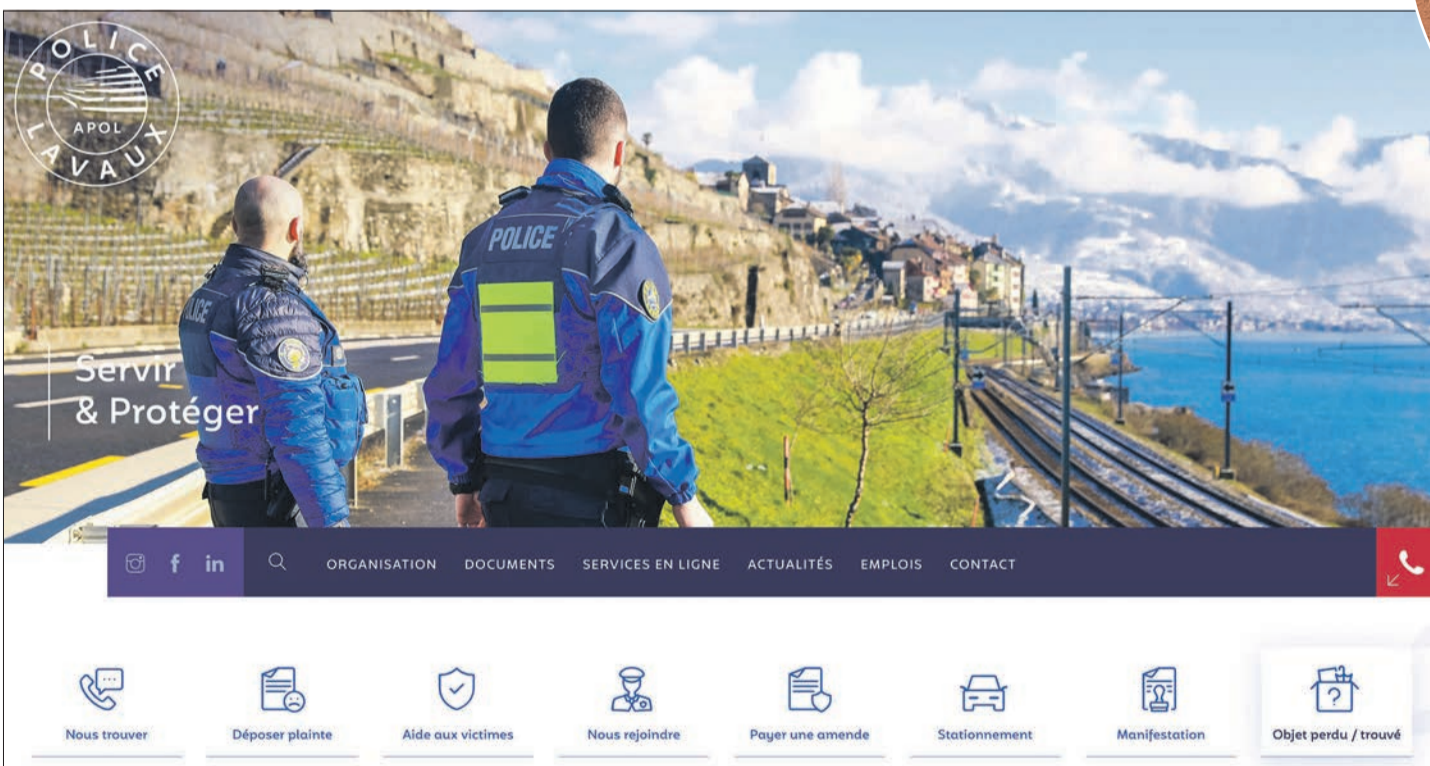 POLICE
APOL
LAVAUX
POLICE
POLICE
Servir
& Protéger
f in ORGANISATION DOCUMENTS SERVICES EN LIGNE ACTUALITÉS EMPLOIS CONTACT
Nous trouver Déposer plainte Aide aux victimes Nous rejoindre Payer une amende Stationnement Manifestation Objet perdu / trouvé